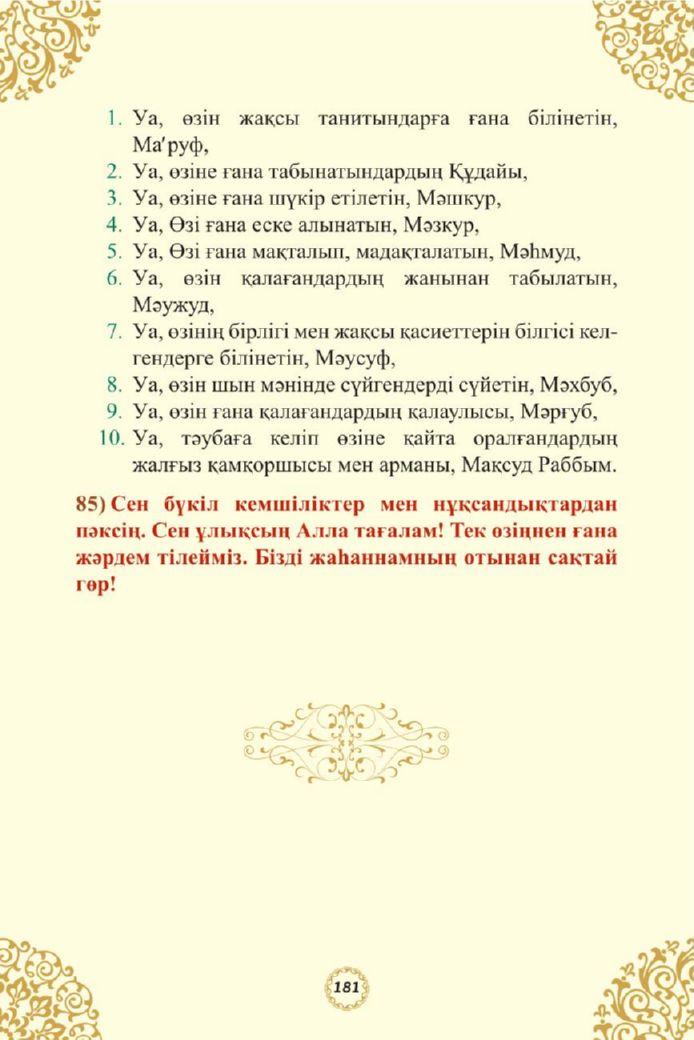 1. Уа, өзін жақсы танитындарға ғана білінетін,
Ма'руф,
2. Уа, өзіне ғана табынатындардың Құдайы,
3. Уа, өзіне ғана шүкір етілетін, Мәшкур,
4. Уа, Өзі ғана еске алынатын, Мәзкур,
5. Уа, Өзі ғана мақталып, мадақталатын, Мәһмуд,
6. Уа, өзін қалағандардың жанынан табылатын,
Мәужуд,
7. Уа, өзінің бірлігі мен жақсы қасиеттерін білгісі кел-
гендерге білінетін, Мәусуф,
8. Уа, өзін шын мәнінде сүйгендерді сүйетін, Мәхбуб,
9. Уа, өзін ғана қалағандардың қалаулысы, Мәрғуб,
10. Уа, тәубаға келіп өзіне қайта оралғандардың
жалғыз қамқоршысы мен арманы, Мақсуд Раббым.
85) Сен бүкіл кемшіліктер мен нұқсандықтардан
пәксің. Сен ұлықсың Алла тағалам! Тек өзіңнен ғана
жәрдем тілейміз. Бізді жаһаннамның отынан сақтай
гөр!
181